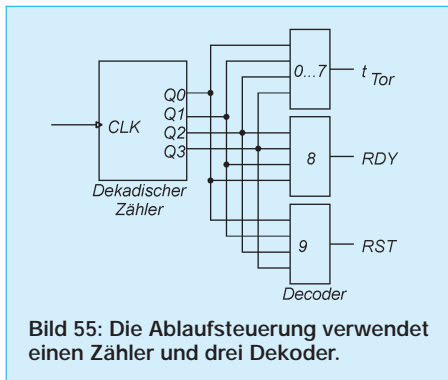 0...7
t Tor
Q0
Q1
CLK
Q2
Q3
8
RDY
Dekadischer
Zähler
9
RST
Decoder
Bild 55: Die Ablaufsteuerung verwendet
einen Zähler und drei Dekoder.